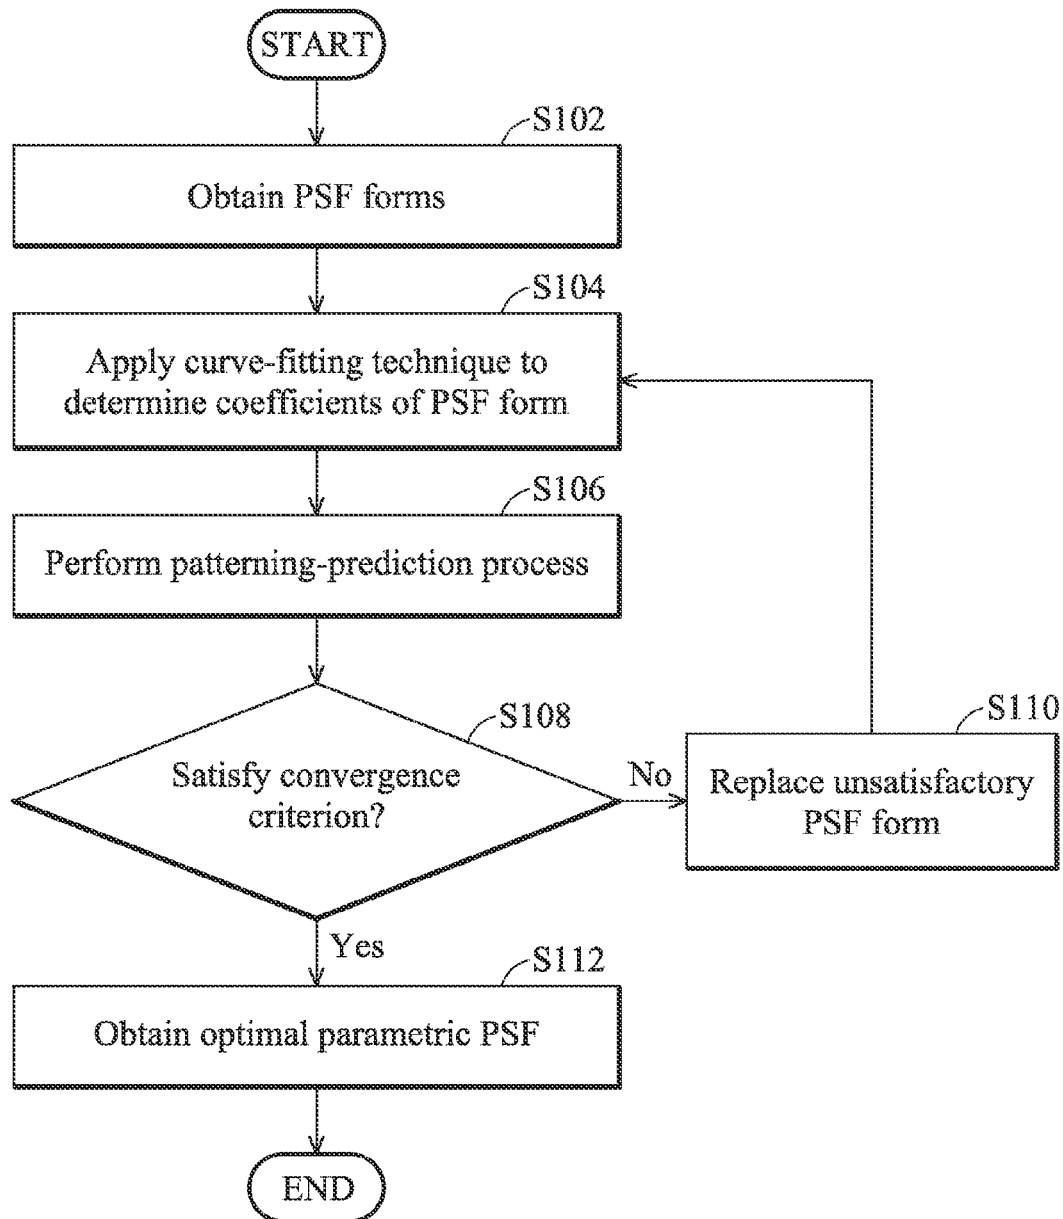 START
S102
Obtain PSF forms
S104
Apply curve-fitting technique to
determine coefficients of PSF form
S106
Perform patterning-prediction process
S108
Satisfy convergence
criterion?
No
S110
Replace unsatisfactory
PSF form
Yes
S112
Obtain optimal parametric PSF
END